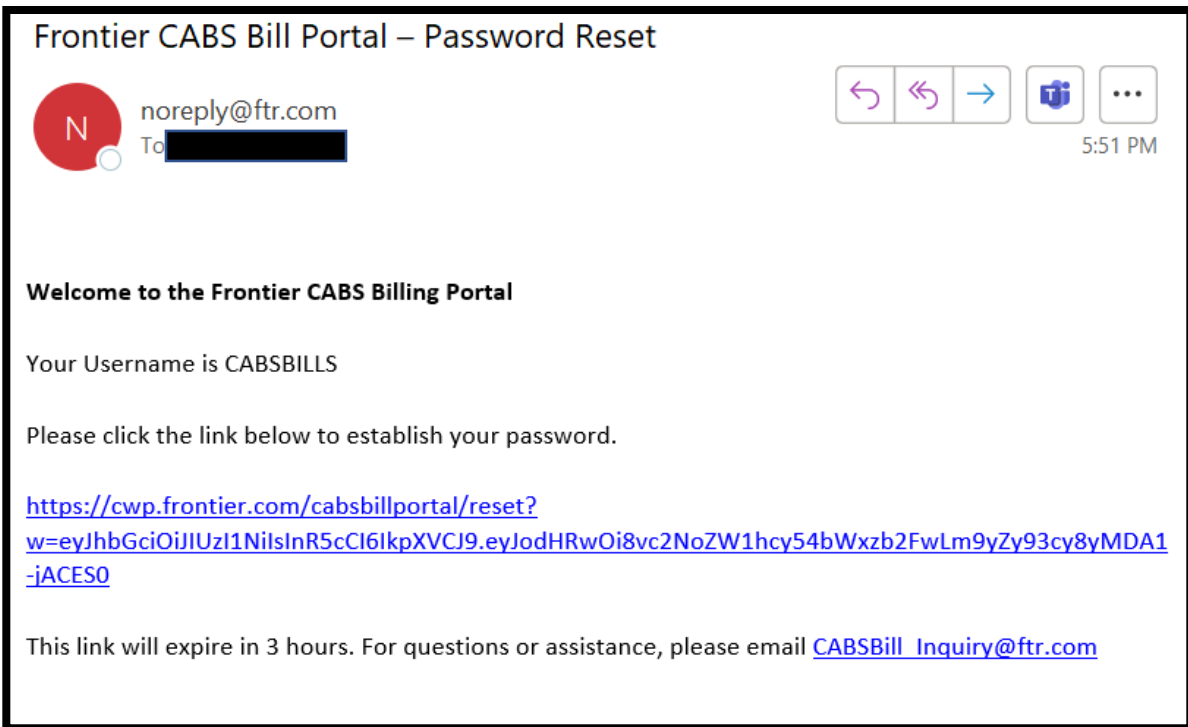 Frontier CABS Bill Portal – Password Reset
N
noreply@ftr.com
To
5:51 PM
Welcome to the Frontier CABS Billing Portal
Your Username is CABSBILLS
Please click the link below to establish your password.
https://cwp.frontier.com/cabsbillportal/reset?
w=eyJhbGciOiJIUzI1NiIsInR5cCI6IkpXVCJ9.eyJodHRwOi8vc2NoZW1hcy54bWxzb2FwLm9yZy93cy8yMDA1
-jACES0
This link will expire in 3 hours. For questions or assistance, please email CABSBill_Inquiry@ftr.com